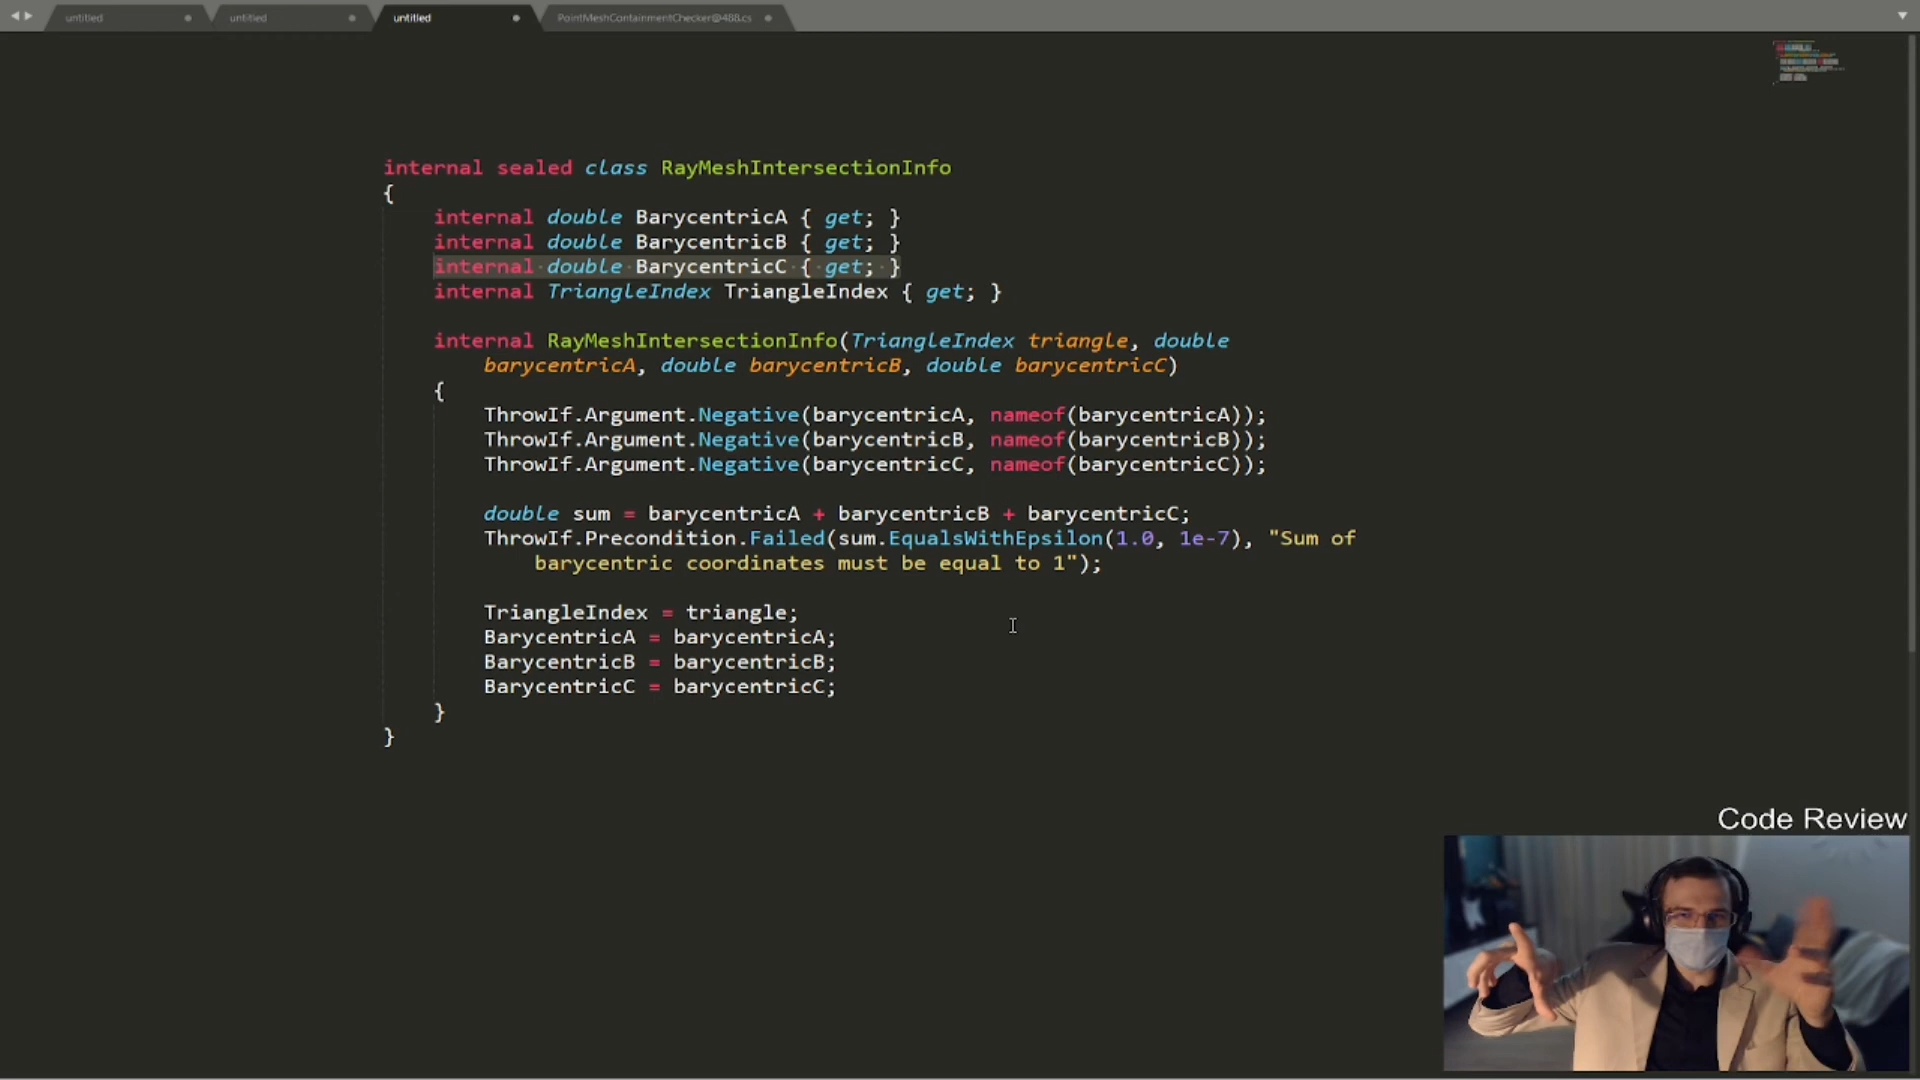 untitled
untitled
untitled
PointMeshContainmentChecker@488.cs
internal sealed class RayMeshIntersectionInfo
{
internal double BarycentricA { get; }
internal double BarycentricB { get; }
internal double BarycentricC { get; }
internal TriangleIndex TriangleIndex { get; }
internal RayMeshIntersectionInfo(TriangleIndex triangle, double
barycentricA, double barycentricB, double barycentricC)
{
ThrowIf.Argument.Negative(barycentricA, nameof(barycentricA));
ThrowIf.Argument.Negative(barycentricB, nameof(barycentricB));
ThrowIf.Argument.Negative(barycentricC, nameof(barycentricC));
double sum = barycentricA + barycentricB + barycentricC;
ThrowIf.Precondition.Failed(sum.EqualsWithEpsilon(1.0, 1e-7), "Sum of
barycentric coordinates must be equal to 1");
TriangleIndex = triangle;
BarycentricA = barycentricA;
BarycentricB = barycentricB;
BarycentricC = barycentricC;
}
}
Code Review